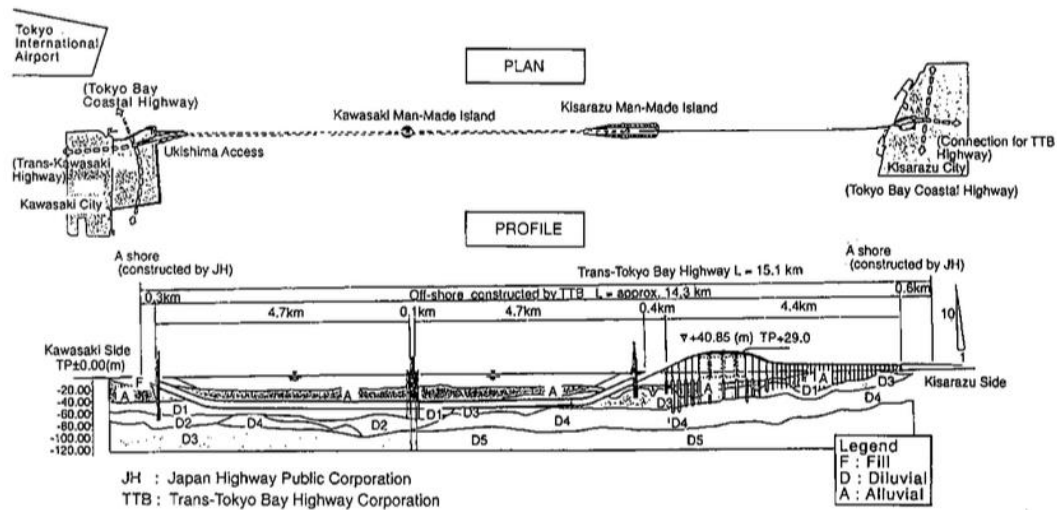 Tokyo
International
Airport
PLAN
(Tokyo Bay
Coastal Highway)
Kawasaki Man-Made Island
Kisarazu Man-Made Island
Ukishima Access
(Trans-Kawasaki
Highway)
Kawasaki City
(Connection for TTB
Highway)
Kisarazu City
(Tokyo Bay Coastal Highway)
PROFILE
A shore
(constructed by JH)
A shore
(constructed by JH)
Trans-Tokyo Bay Highway L = 15.1 km
0.3km
Off-shore constructed by TTB L = approx. 14.3 km
0.6km
4.7km
0.1km
4.7km
0.4km
4.4km
10
1
Kawasaki Side
TP±0.00(m)
+40.85 (m) TP+29.0
Kisarazu Side
-20.00
-40.00
-60.00
-80.00
-100.00
-120.00
F
A
A
A
A
A
A
D1
D3
D1
D2
D4
D1
D3
D2
D4
D3
D4
D3
D5
D5
Legend
F : Fill
D : Diluvial
A : Alluvial
JH : Japan Highway Public Corporation
TTB : Trans-Tokyo Bay Highway Corporation